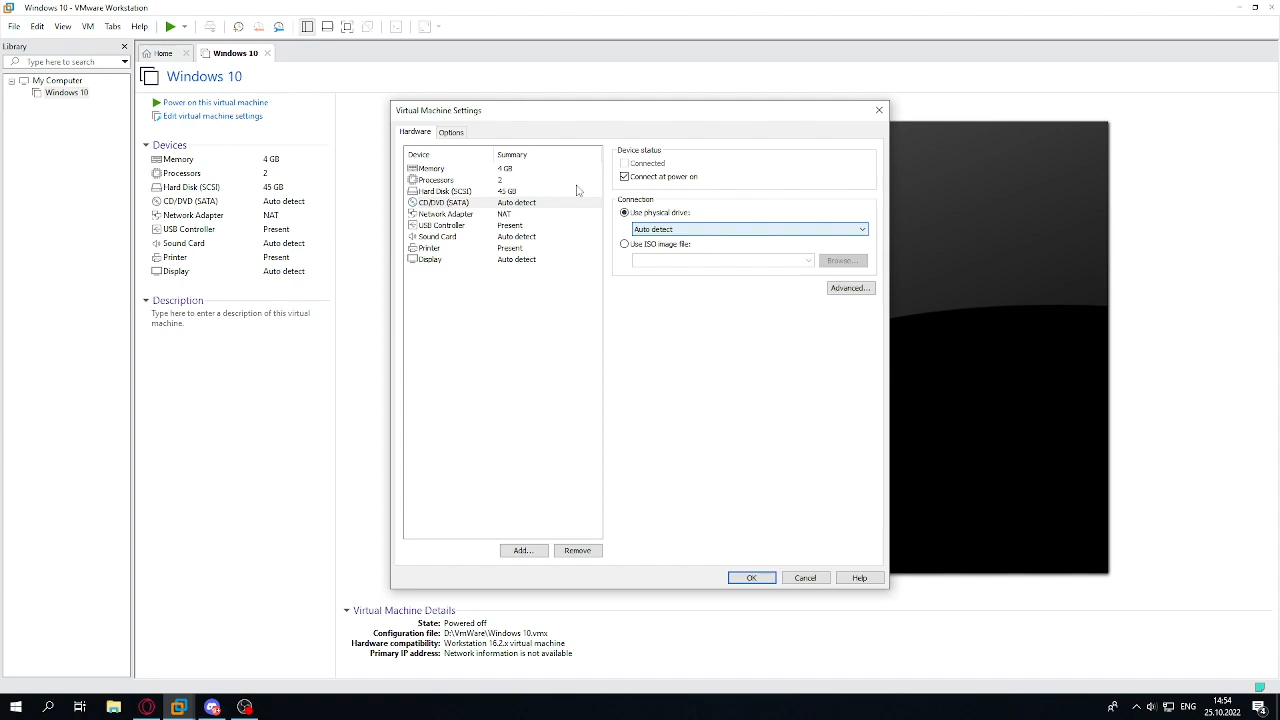 Windows 10 - VMware Workstation
File Edit View VM Tabs Help
Library
Type here to search
My Computer
Windows 10
Home
Windows 10
Windows 10
Power on this virtual machine
Edit virtual machine settings
Devices
Memory 4 GB
Processors 2
Hard Disk (SCSI) 45 GB
CD/DVD (SATA) Auto detect
Network Adapter NAT
USB Controller Present
Sound Card Auto detect
Printer Present
Display Auto detect
Description
Type here to enter a description of this virtual
machine.
Virtual Machine Settings
Hardware Options
Device Summary
Memory 4 GB
Processors 2
Hard Disk (SCSI) 45 GB
CD/DVD (SATA) Auto detect
Network Adapter NAT
USB Controller Present
Sound Card Auto detect
Printer Present
Display Auto detect
Add... Remove
Device status
Connected
Connect at power on
Connection
Use physical drive:
Auto detect
Use ISO image file:
Browse...
Advanced...
OK Cancel Help
Virtual Machine Details
State: Powered off
Configuration file: D:\VmWare\Windows 10.vmx
Hardware compatibility: Workstation 16.2.x virtual machine
Primary IP address: Network information is not available
ENG
14:54
25.10.2022